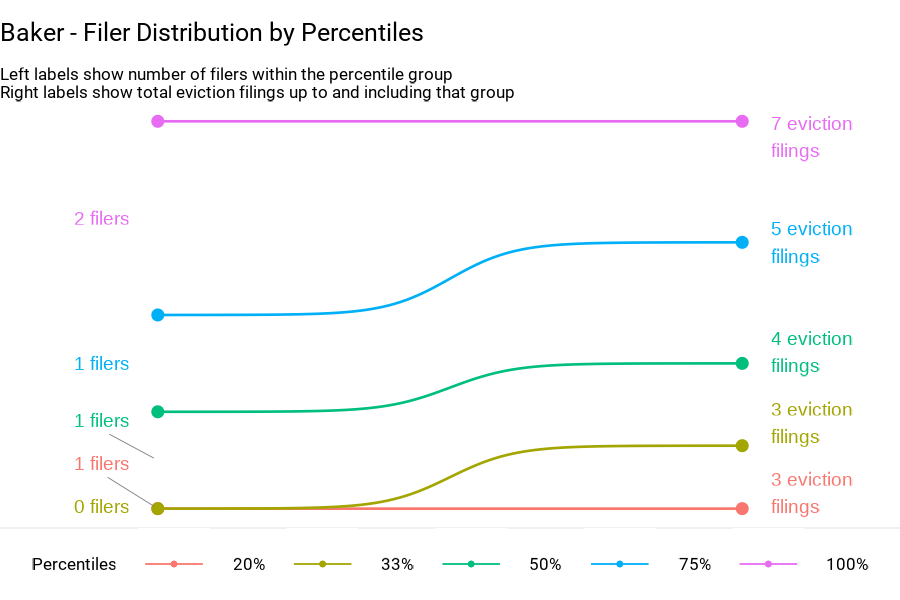 Baker - Filer Distribution by Percentiles
Left labels show number of filers within the percentile group
Right labels show total eviction filings up to and including that group
7 eviction
filings
2 filers
5 eviction
filings
4 eviction
filings
1 filers
3 eviction
filings
1 filers
1 filers
3 eviction
filings
0 filers
Percentiles 20% 33% 50% 75% 100%